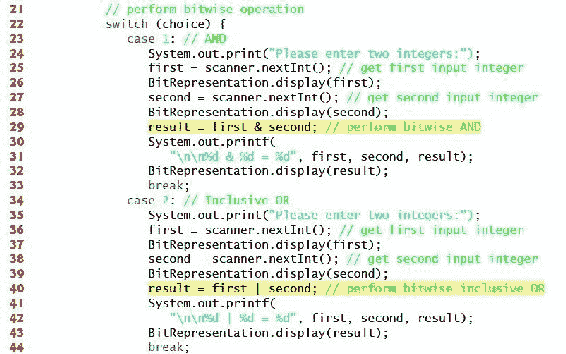 21 // perform bitwise operation
22 switch (choice) {
23 case 1: // AND
24 System.out.print("Please enter two integers:");
25 first = scanner.nextInt(); // get first input integer
26 BitRepresentation.display(first);
27 second = scanner.nextInt(); // get second input integer
28 BitRepresentation.display(second);
29 result = first & second; // perform bitwise AND
30 System.out.printf(
31 "\n\n%d & %d = %d", first, second, result);
32 BitRepresentation.display(result);
33 break;
34 case 2: // Inclusive OR
35 System.out.print("Please enter two integers:");
36 first = scanner.nextInt(); // get first input integer
37 BitRepresentation.display(first);
38 second = scanner.nextInt(); // get second input integer
39 BitRepresentation.display(second);
40 result = first | second; // perform bitwise inclusive OR
41 System.out.printf(
42 "\n\n%d | %d = %d", first, second, result);
43 BitRepresentation.display(result);
44 break;